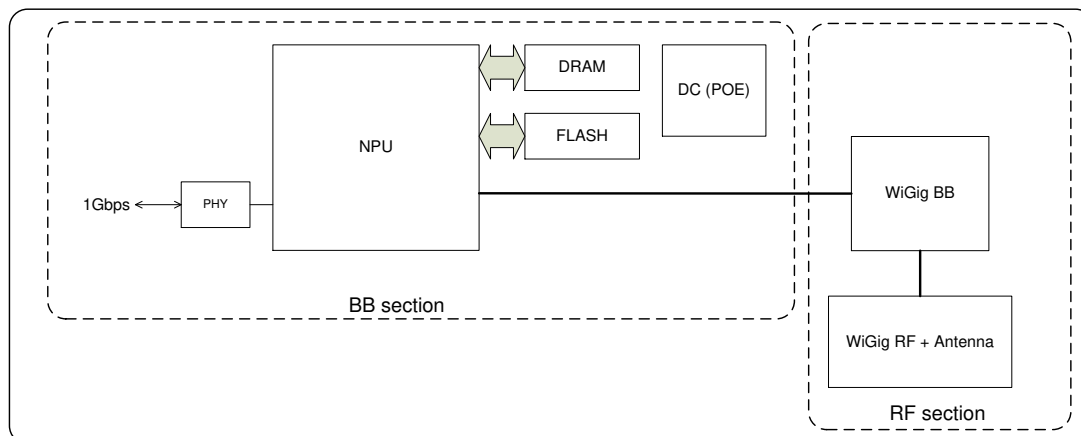 DRAM
DC (POE)
FLASH
NPU
WiGig BB
1Gbps
PHY
BB section
WiGig RF + Antenna
RF section